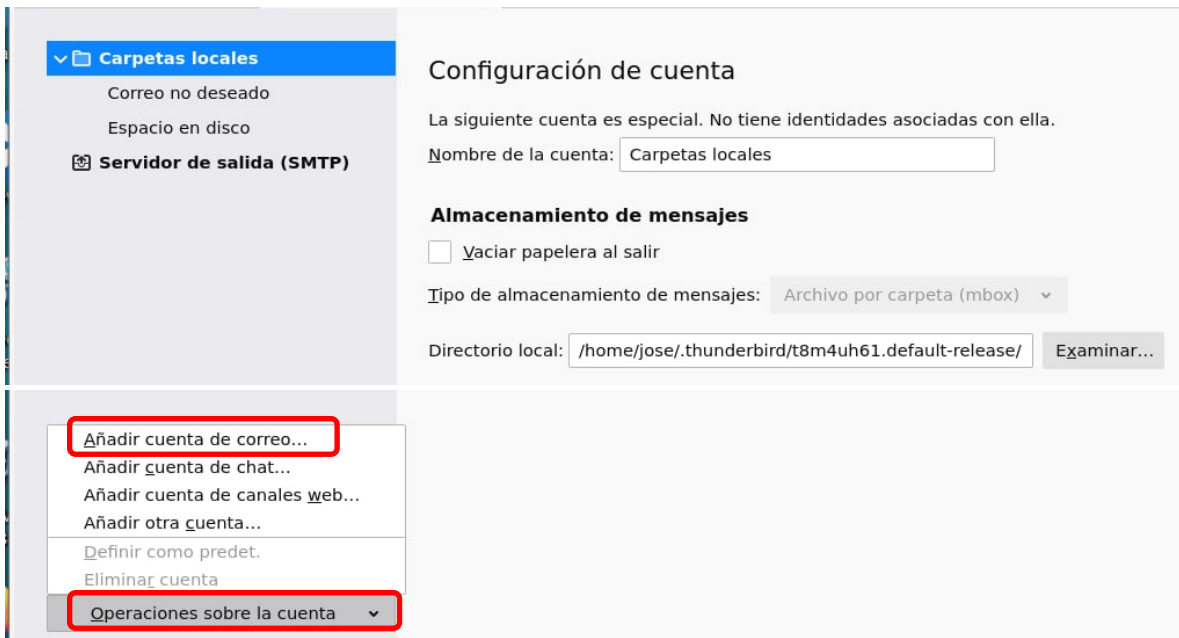 Carpetas locales
Correo no deseado
Espacio en disco
Servidor de salida (SMTP)
Configuración de cuenta
La siguiente cuenta es especial. No tiene identidades asociadas con ella.
Nombre de la cuenta: Carpetas locales
Almacenamiento de mensajes
Vaciar papelera al salir
Tipo de almacenamiento de mensajes: Archivo por carpeta (mbox)
Directorio local: /home/jose/.thunderbird/t8m4uh61.default-release/ Examinar...
Añadir cuenta de correo...
Añadir cuenta de chat...
Añadir cuenta de canales web...
Añadir otra cuenta...
Definir como predet.
Eliminar cuenta
Operaciones sobre la cuenta